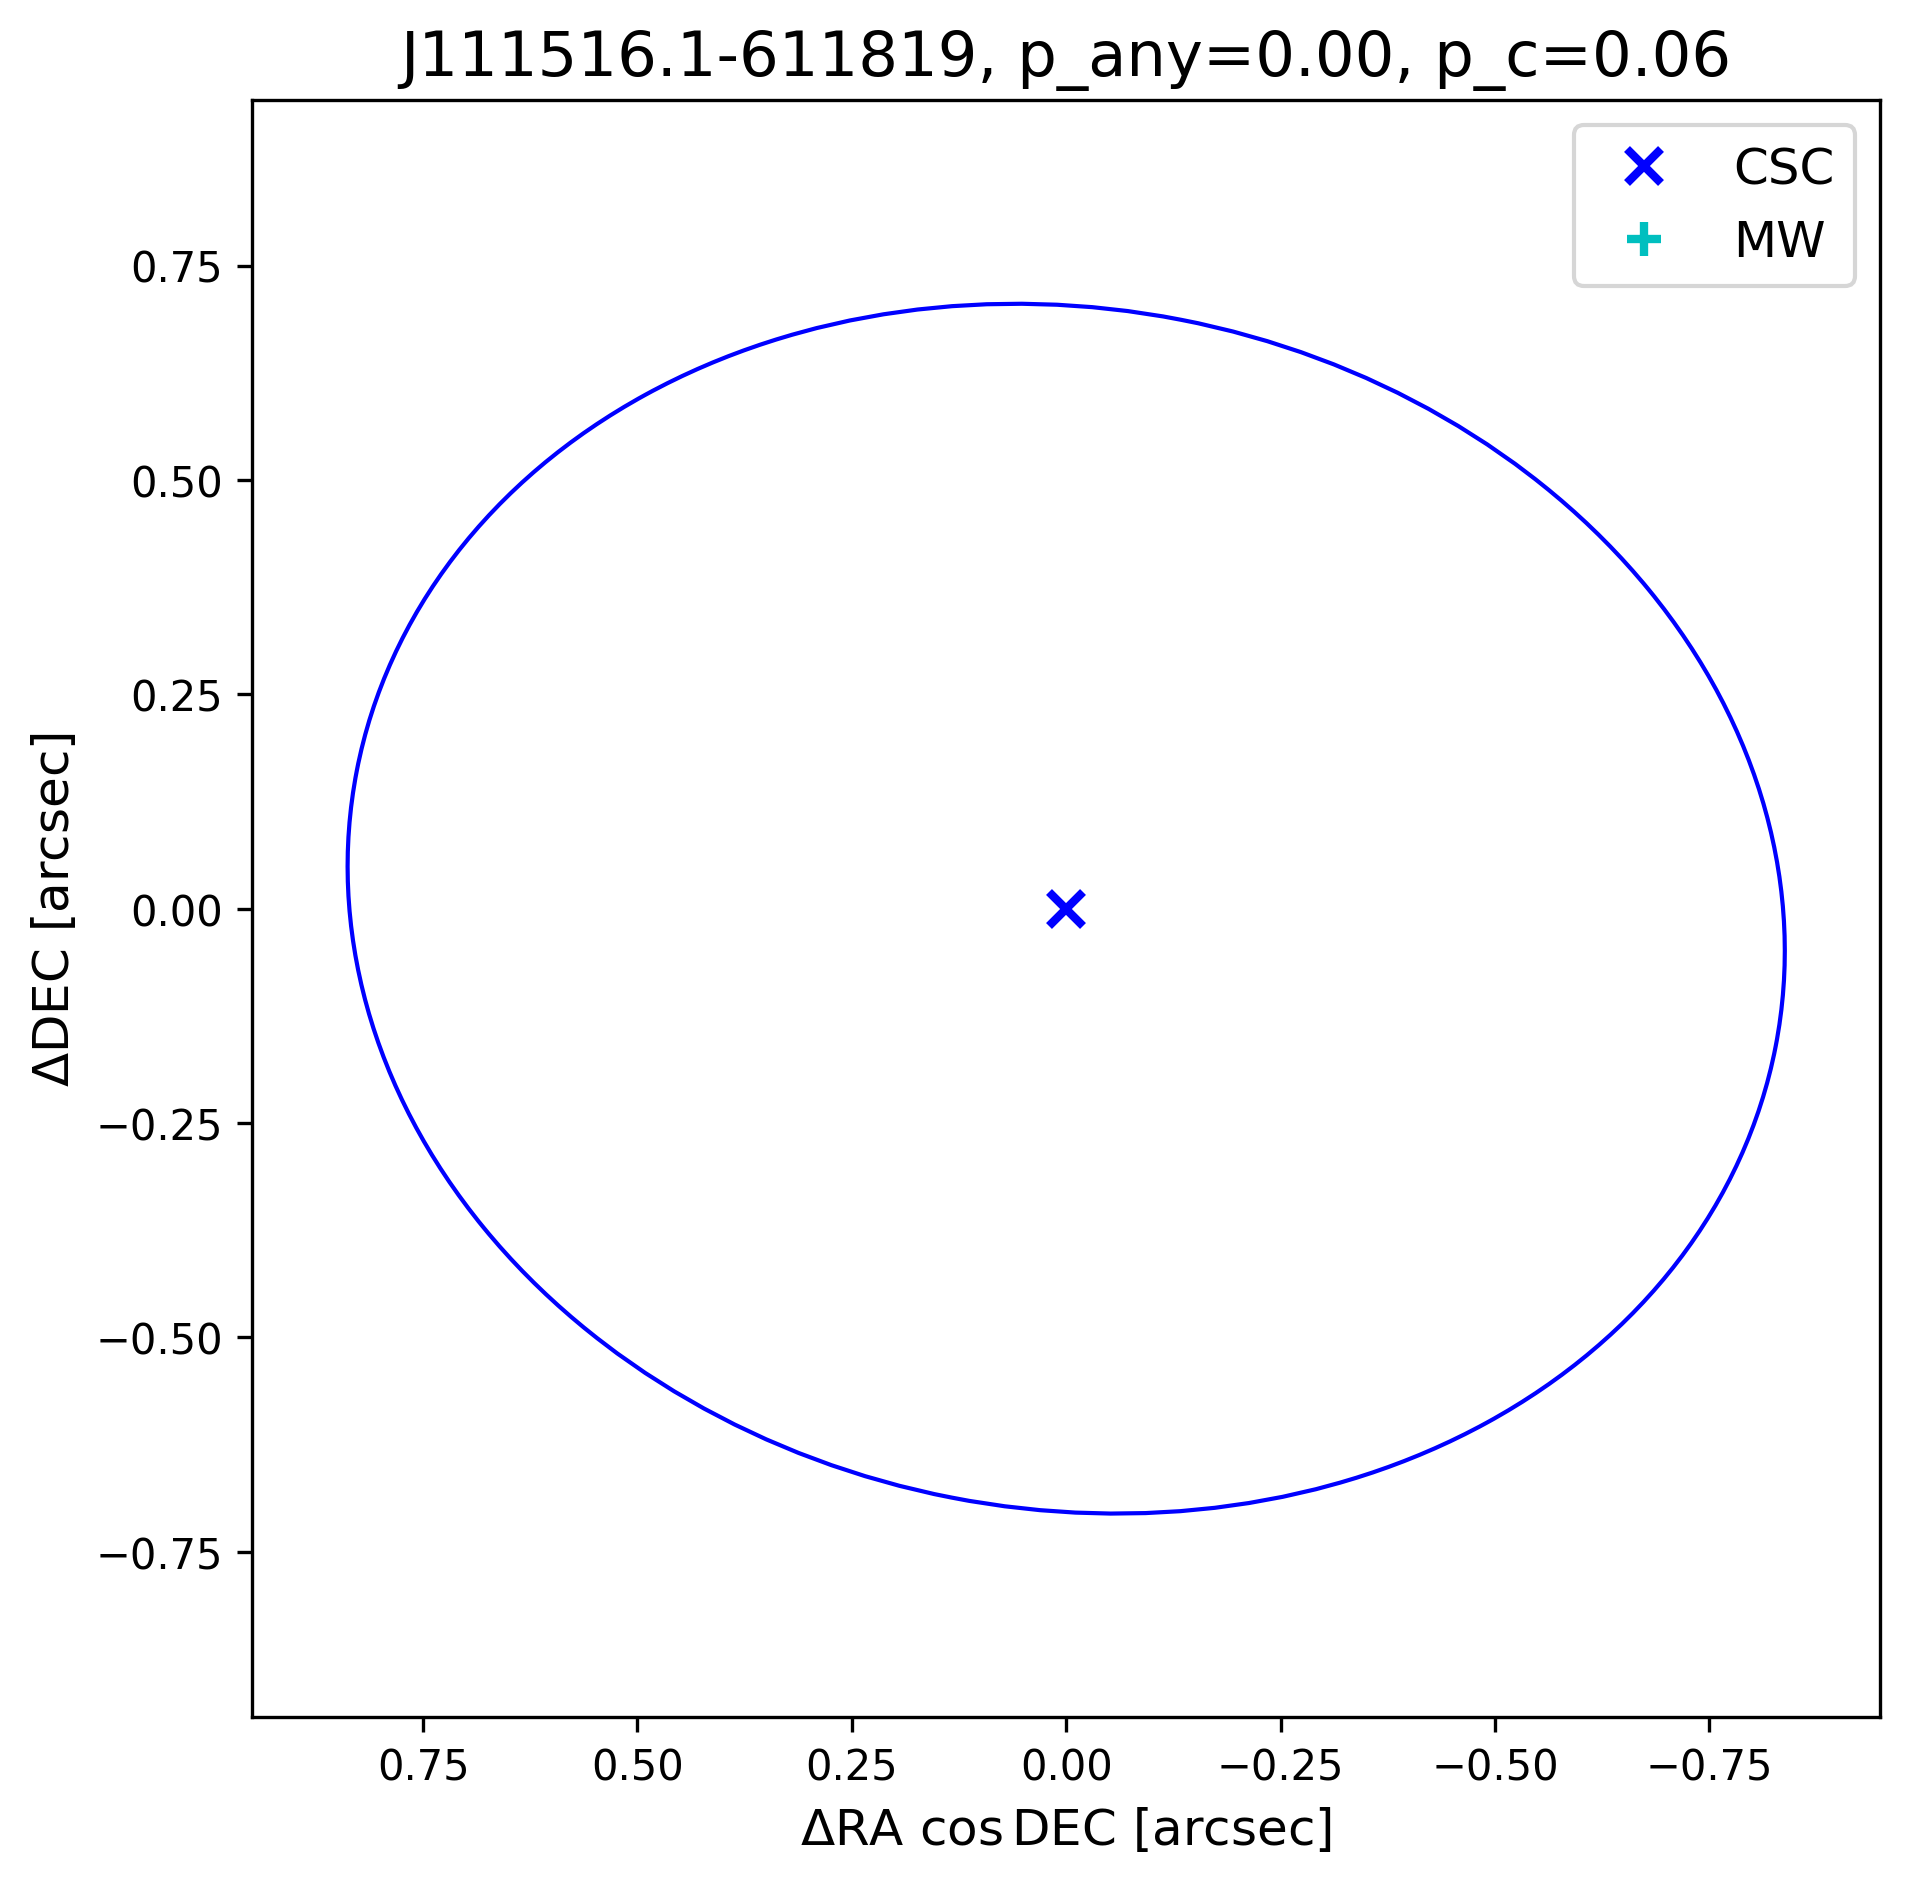 J111516.1-611819, p_any=0.00, p_c=0.06
CSC
MW
0.75
0.50
0.25
0.00
−0.25
−0.50
−0.75
ΔDEC [arcsec]
0.75 0.50 0.25 0.00 −0.25 −0.50 −0.75
ΔRA cos DEC [arcsec]